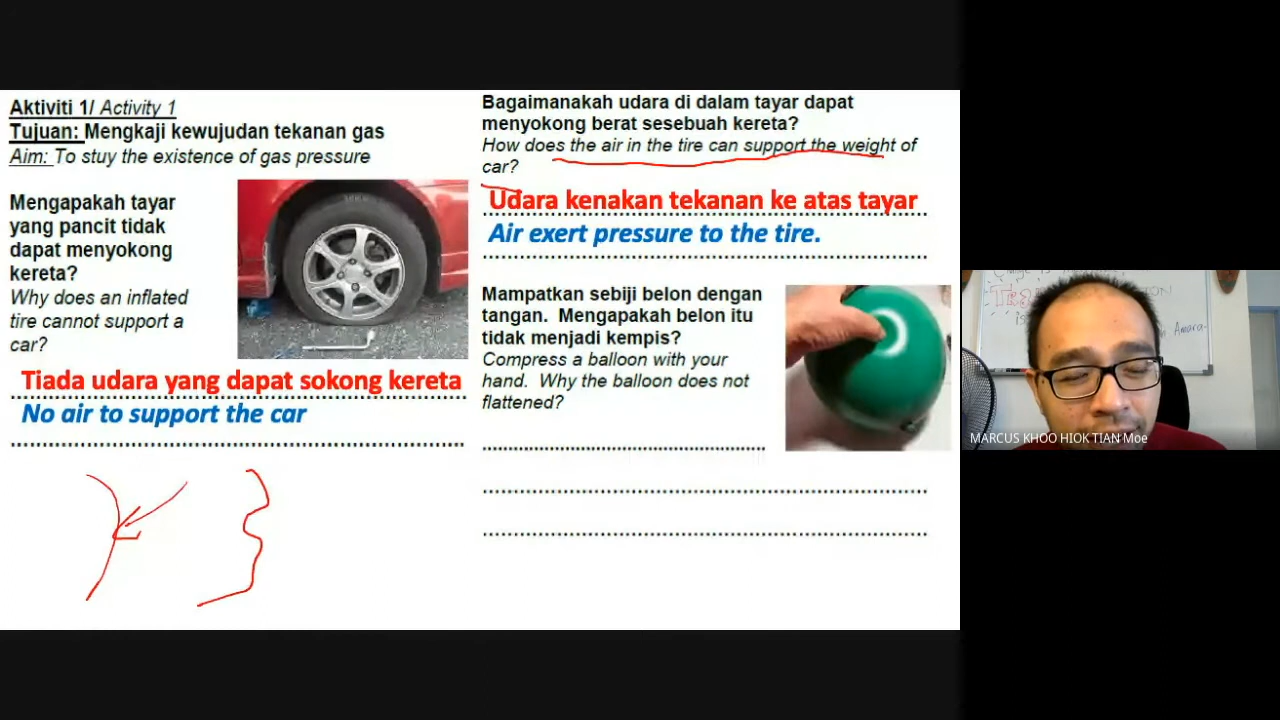 Aktiviti 1/ Activity 1
Tujuan: Mengkaji kewujudan tekanan gas
Aim: To stuy the existence of gas pressure
Mengapakah tayar
yang pancit tidak
dapat menyokong
kereta?
Why does an inflated
tire cannot support a
car?
Tiada udara yang dapat sokong kereta
No air to support the car
Bagaimanakah udara di dalam tayar dapat
menyokong berat sesebuah kereta?
How does the air in the tire can support the weight of
car?
Udara kenakan tekanan ke atas tayar
Air exert pressure to the tire.
Mampatkan sebiji belon dengan
tangan. Mengapakah belon itu
tidak menjadi kempis?
Compress a balloon with your
hand. Why the balloon does not
flattened?
MARCUS KHOO HIOK TIAN Moe